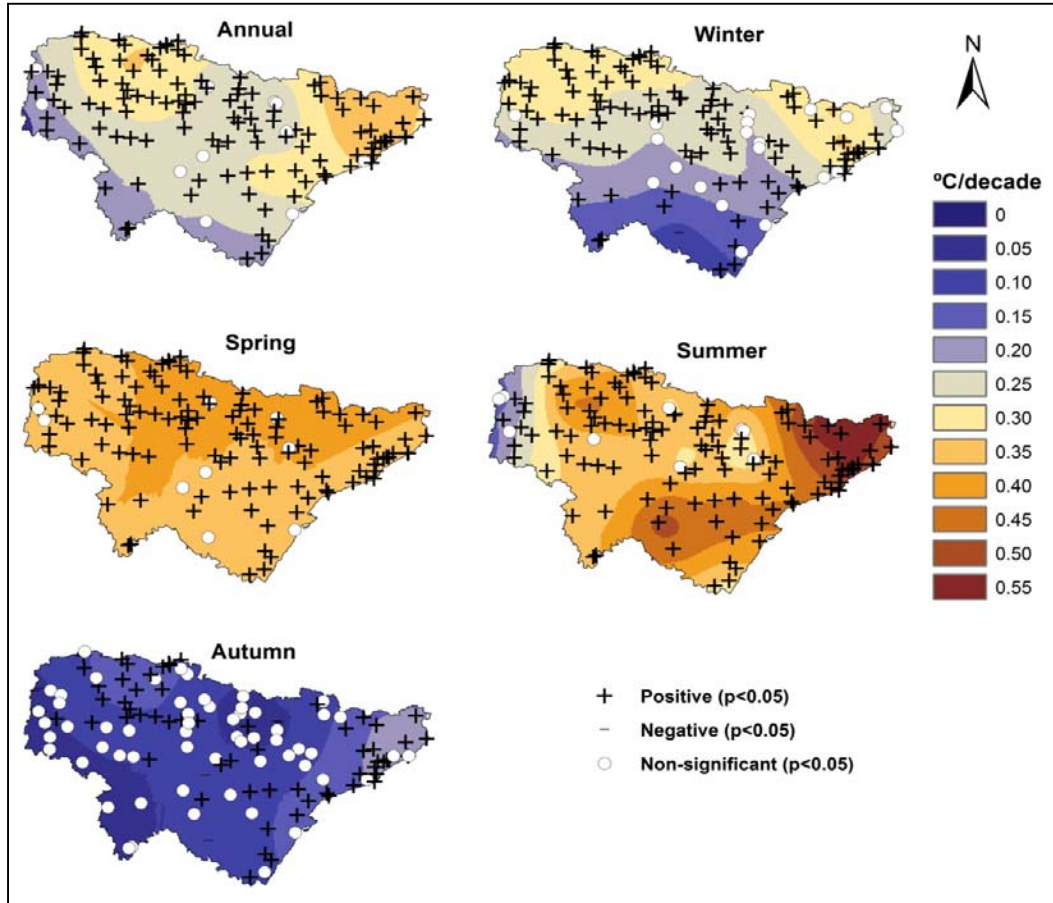 Annual
Winter
N
ºC/decade
0
0.05
0.10
0.15
0.20
0.25
0.30
0.35
0.40
0.45
0.50
0.55
Spring
Summer
Autumn
Positive (p<0.05)
Negative (p<0.05)
Non-significant (p<0.05)